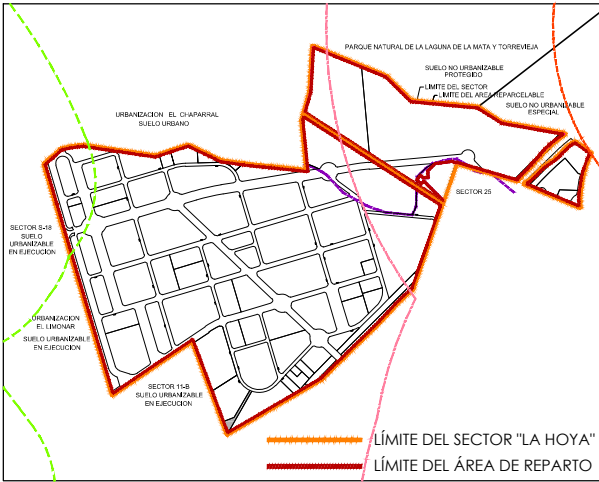 PARQUE NATURAL DE LA LAGUNA DE LA MATA Y TORREVIEJA
SUELO NO URBANIZABLE
PROTEGIDO
LÍMITE DEL SECTOR
LÍMITE DEL AREA REPARCELABLE
SUELO NO URBANIZABLE
ESPECIAL
URBANIZACION EL CHAPARRAL
SUELO URBANO
SECTOR 25
SECTOR S-18
SUELO
URBANIZABLE
EN EJECUCION
URBANIZACION
EL LIMONAR
SUELO URBANIZABLE
EN EJECUCION
SECTOR 11-B
SUELO URBANIZABLE
EN EJECUCION
LÍMITE DEL SECTOR "LA HOYA"
LÍMITE DEL ÁREA DE REPARTO